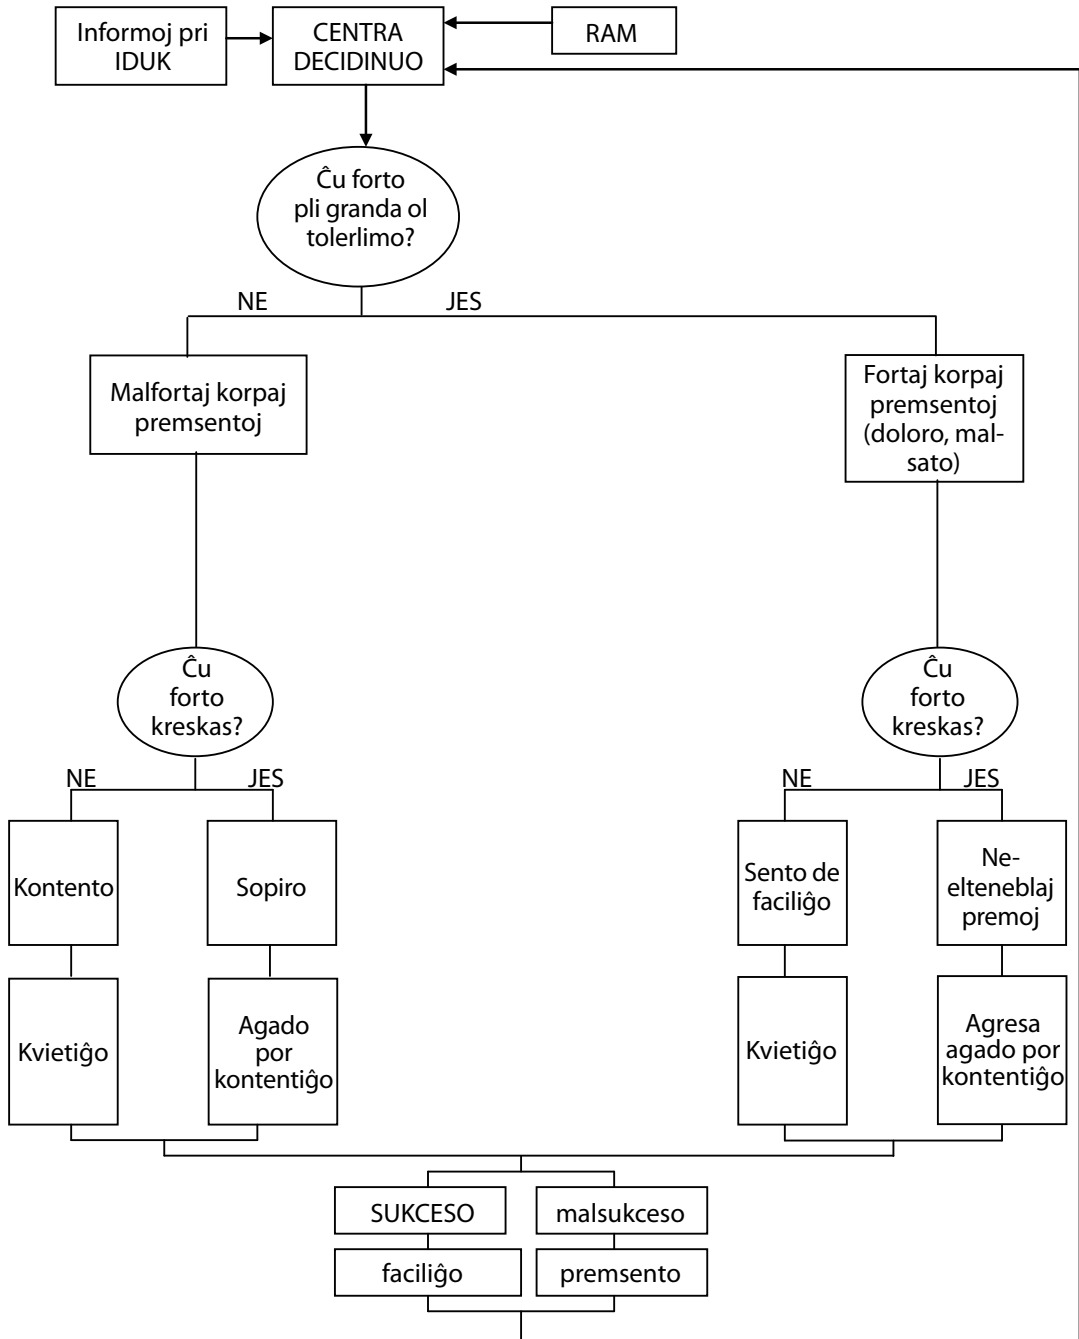 Informoj pri
IDUK
CENTRA
DECIDINUO
RAM
Ĉu forto
pli granda ol
tolerlimo?
NE
JES
Malfortaj korpaj
premsentoj
Fortaj korpaj
premsentoj
(doloro, mal-
sato)
Ĉu
forto
kreskas?
Ĉu
forto
kreskas?
NE
JES
NE
JES
Kontento
Sopiro
Sento de
faciliĝo
Ne-
elteneblaj
premoj
Kvietiĝo
Agado
por
kontentiĝo
Kvietiĝo
Agresa
agado por
kontentiĝo
SUKCESO
malsukceso
faciliĝo
premsento